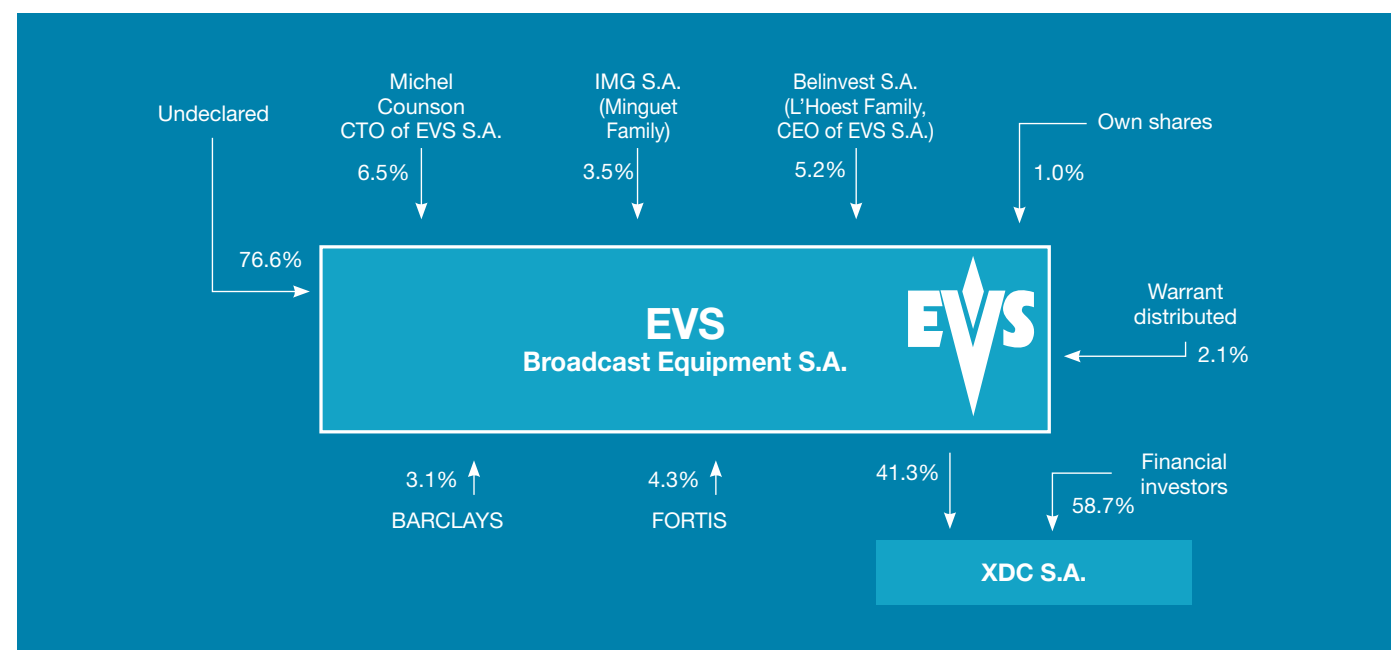 Undeclared
76.6%
Michel
Counson
CTO of EVS S.A.
6.5%
IMG S.A.
(Minguet
Family)
3.5%
Belinvest S.A.
(L'Hoest Family,
CEO of EVS S.A.)
5.2%
Own shares
1.0%
EVS
Broadcast Equipment S.A.
EVS
Warrant
distributed
2.1%
3.1%
BARCLAYS
4.3%
FORTIS
41.3%
Financial
investors
58.7%
XDC S.A.